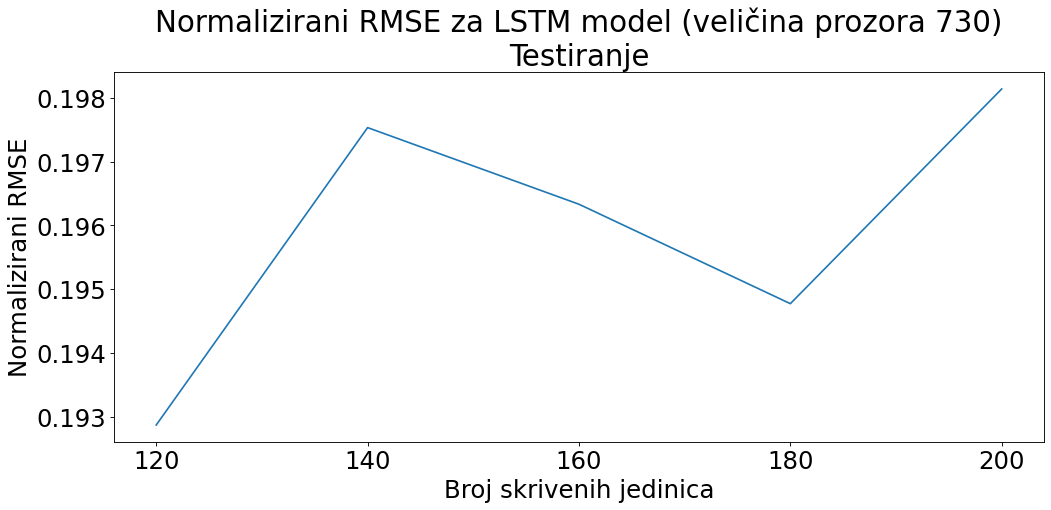 Normalizirani RMSE za LSTM model (veličina prozora 730)
Testiranje
Normalizirani RMSE
0.198
0.197
0.196
0.195
0.194
0.193
120 140 160 180 200
Broj skrivenih jedinica